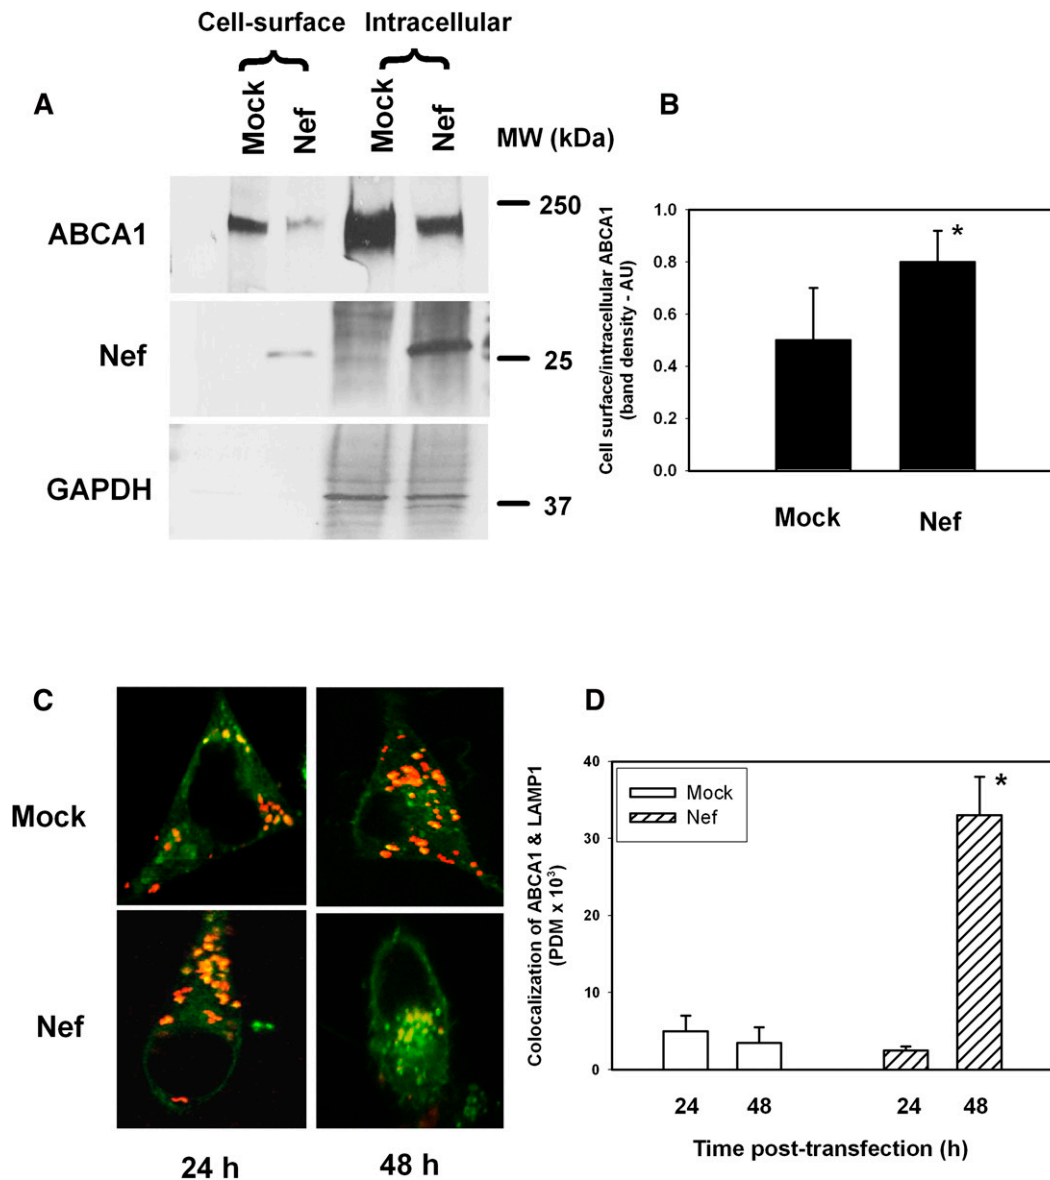 Cell-surface Intracellular
A
Mock
Nef
Mock
Nef
MW (kDa)
ABCA1
250
Nef
25
GAPDH
37
B
Cell surface/intracellular ABCA1
(band density - AU)
1.0
0.8
0.6
0.4
0.2
0.0
*
Mock Nef
C
Mock
Nef
24 h 48 h
D
Colocalization of ABCA1 & LAMP1
(PDM x 10³)
40
30
20
10
0
Mock
Nef
*
24 48 24 48
Time post-transfection (h)